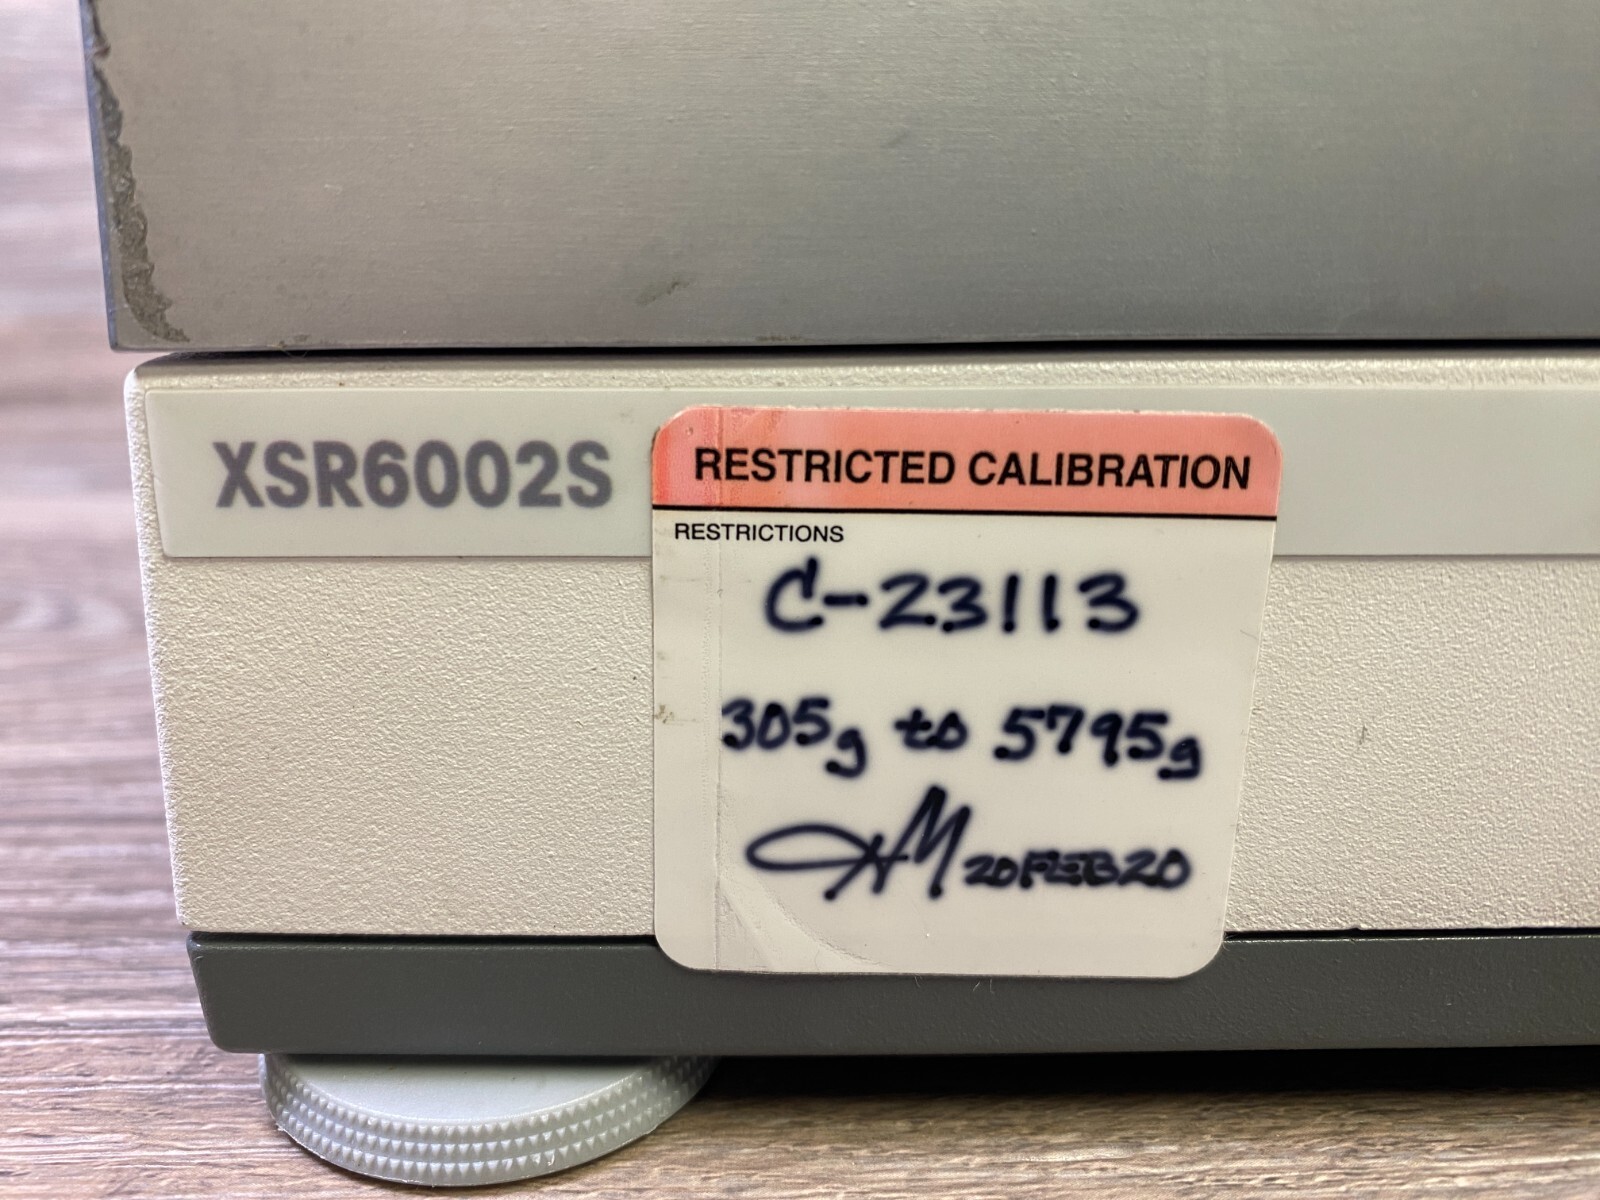 XSR6002S
RESTRICTED CALIBRATION
RESTRICTIONS
C-23113
305g to 5795g
20FEB20